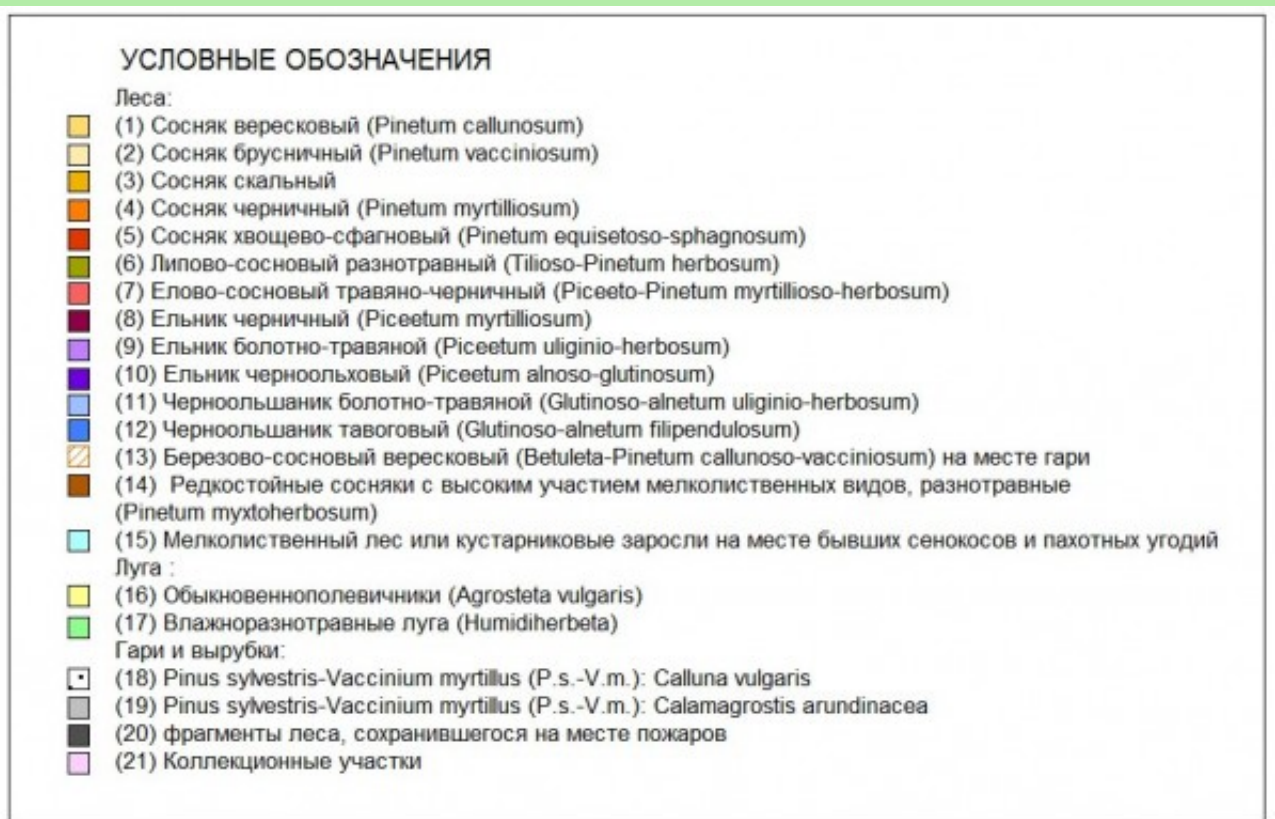 УСЛОВНЫЕ ОБОЗНАЧЕНИЯ
Леса:
(1) Сосняк вересковый (Pinetum callunosum)
(2) Сосняк брусничный (Pinetum vacciniosum)
(3) Сосняк скальный
(4) Сосняк черничный (Pinetum myrtilliosum)
(5) Сосняк хвощево-сфагновый (Pinetum equisetoso-sphagnosum)
(6) Липово-сосновый разнотравный (Tilioso-Pinetum herbosum)
(7) Елово-сосновый травяно-черничный (Piceeto-Pinetum myrtillioso-herbosum)
(8) Ельник черничный (Piceetum myrtilliosum)
(9) Ельник болотно-травяной (Piceetum uliginio-herbosum)
(10) Ельник черноольховый (Piceetum alnoso-glutinosum)
(11) Черноольшаник болотно-травяной (Glutinoso-alnetum uliginio-herbosum)
(12) Черноольшаник тавоговый (Glutinoso-alnetum filipendulosum)
(13) Березово-сосновый вересковый (Betuleta-Pinetum callunoso-vacciniosum) на месте гари
(14) Редкостойные сосняки с высоким участием мелколиственных видов, разнотравные
(Pinetum myxtoherbosum)
(15) Мелколиственный лес или кустарниковые заросли на месте бывших сенокосов и пахотных угодий
Луга :
(16) Обыкновеннополевичники (Agrosteta vulgaris)
(17) Влажноразнотравные луга (Humidiherbeta)
Гари и вырубки:
(18) Pinus sylvestris-Vaccinium myrtillus (P.s.-V.m.): Calluna vulgaris
(19) Pinus sylvestris-Vaccinium myrtillus (P.s.-V.m.): Calamagrostis arundinacea
(20) фрагменты леса, сохранившегося на месте пожаров
(21) Коллекционные участки